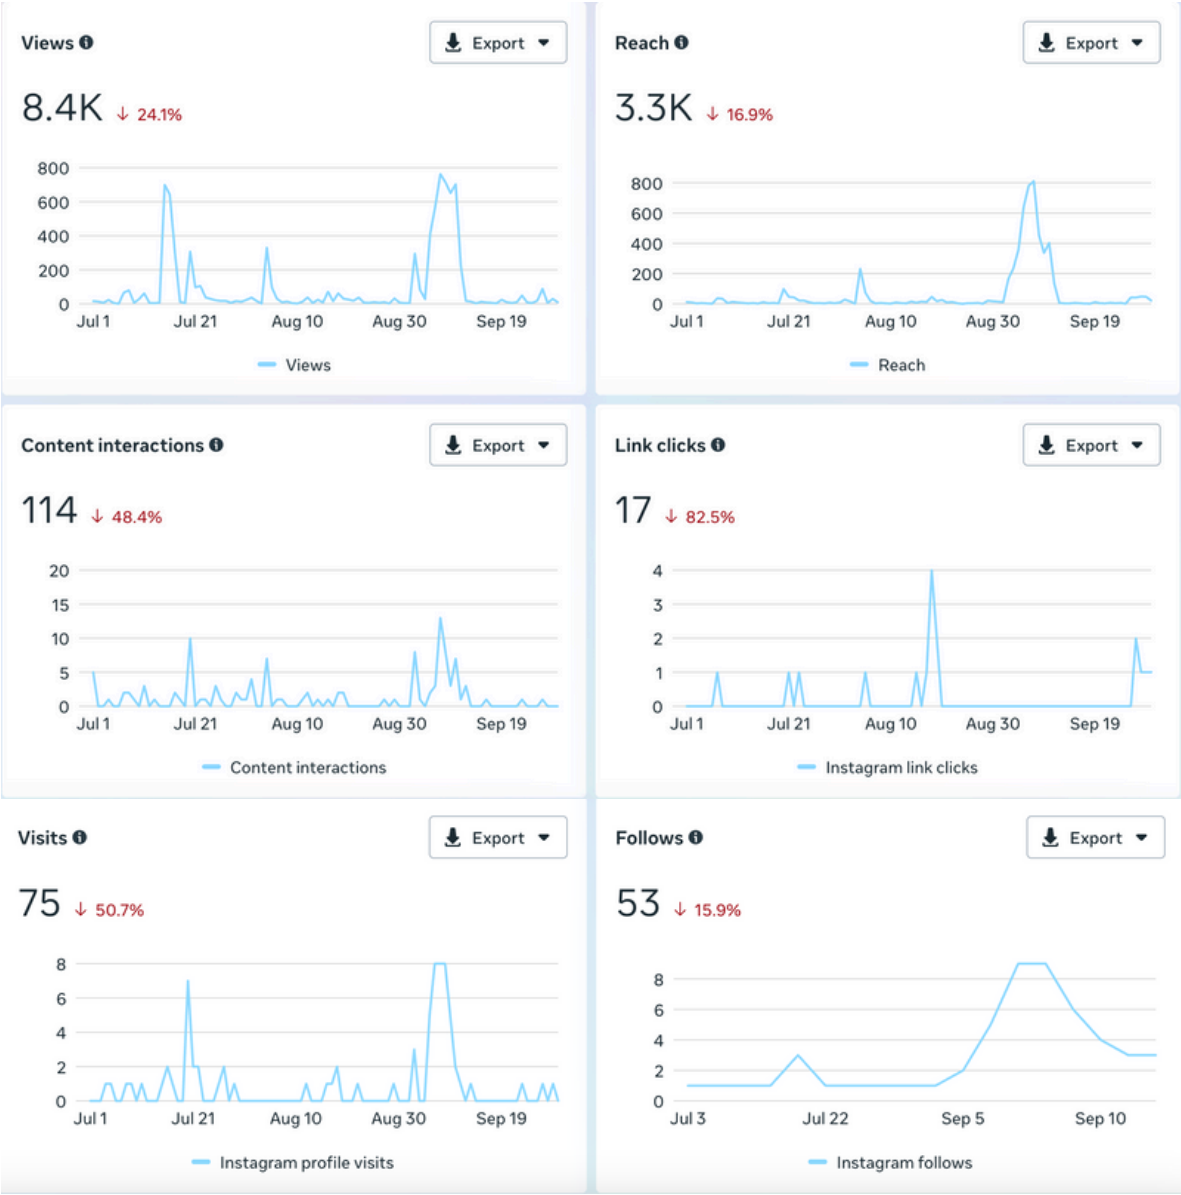 Views
Export
8.4K ↓ 24.1%
800
600
400
200
0
Jul 1 Jul 21 Aug 10 Aug 30 Sep 19
Views
Reach
Export
3.3K ↓ 16.9%
800
600
400
200
0
Jul 1 Jul 21 Aug 10 Aug 30 Sep 19
Reach
Content interactions
Export
114 ↓ 48.4%
20
15
10
5
0
Jul 1 Jul 21 Aug 10 Aug 30 Sep 19
Content interactions
Link clicks
Export
17 ↓ 82.5%
4
3
2
1
0
Jul 1 Jul 21 Aug 10 Aug 30 Sep 19
Instagram link clicks
Visits
Export
75 ↓ 50.7%
8
6
4
2
0
Jul 1 Jul 21 Aug 10 Aug 30 Sep 19
Instagram profile visits
Follows
Export
53 ↓ 15.9%
8
6
4
2
0
Jul 3 Jul 22 Sep 5 Sep 10
Instagram follows